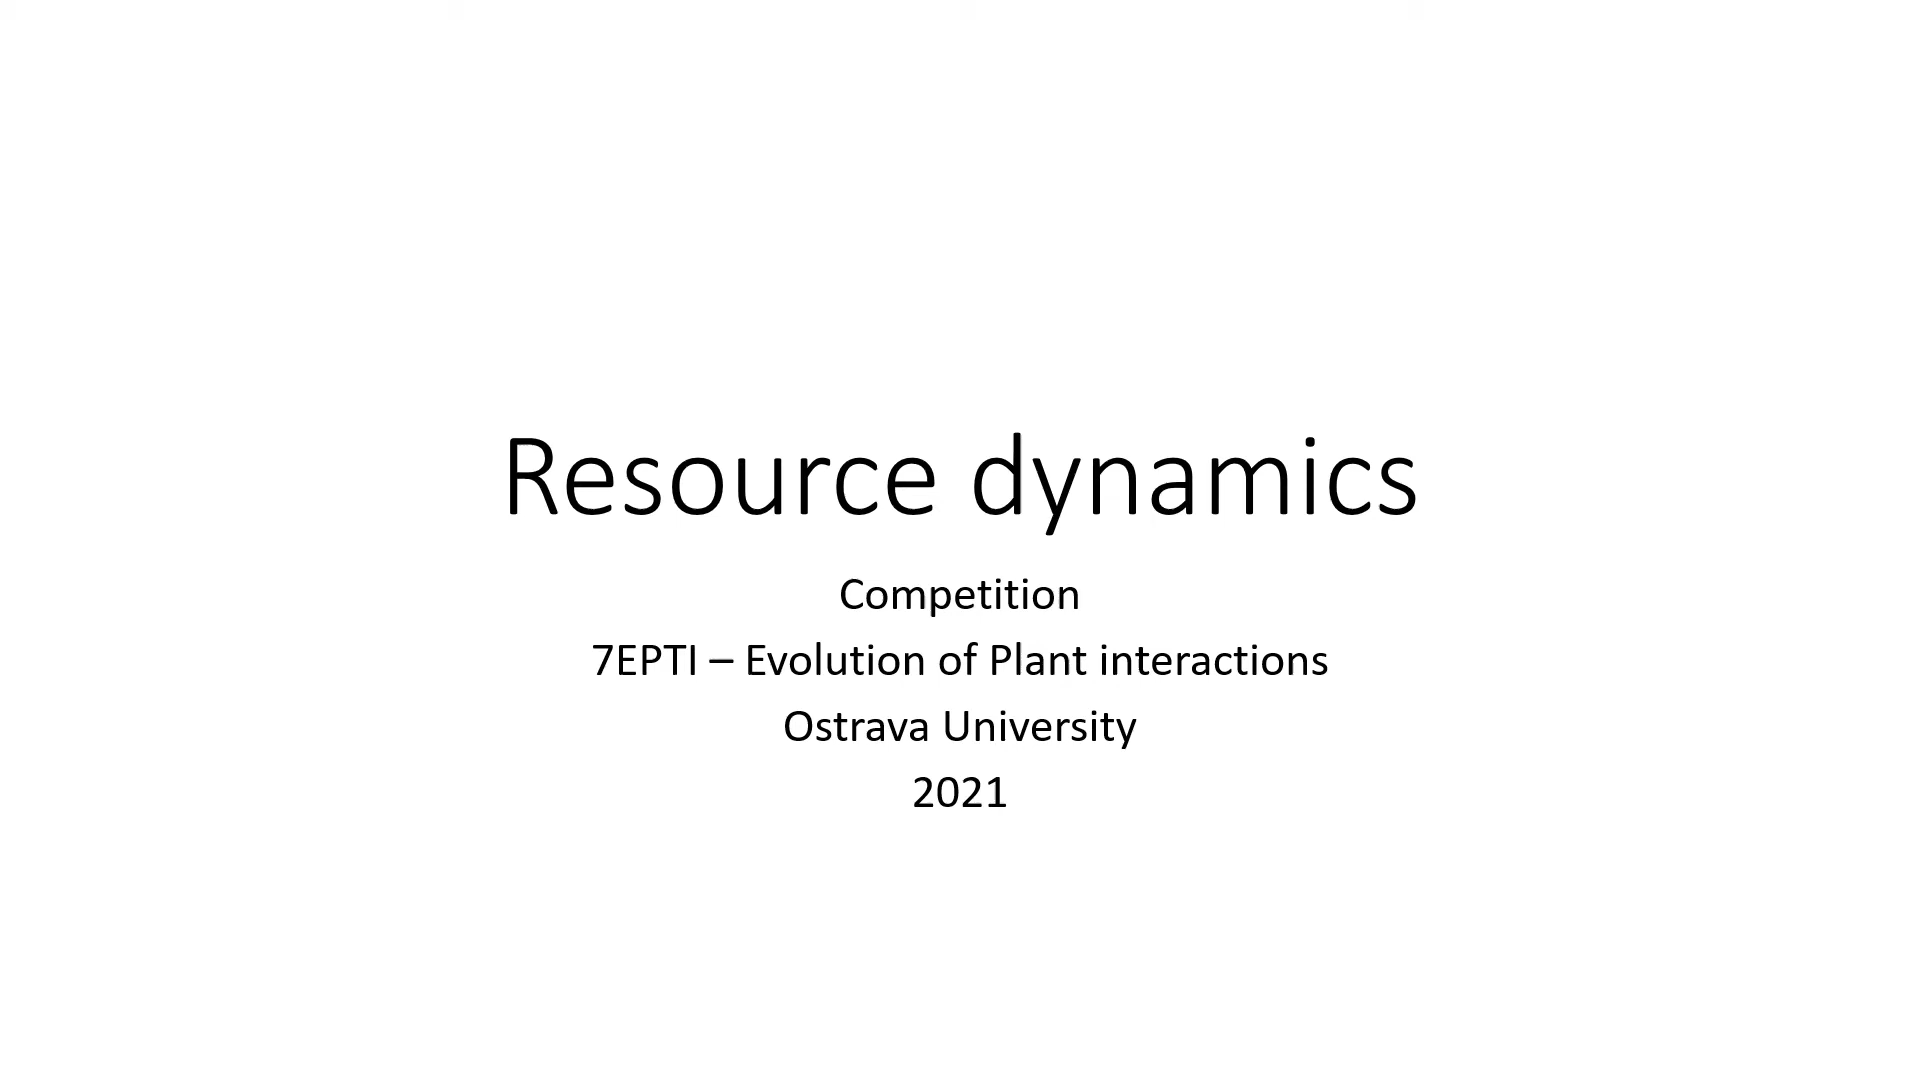 Resource dynamics
Competition
7EPTI – Evolution of Plant interactions
Ostrava University
2021